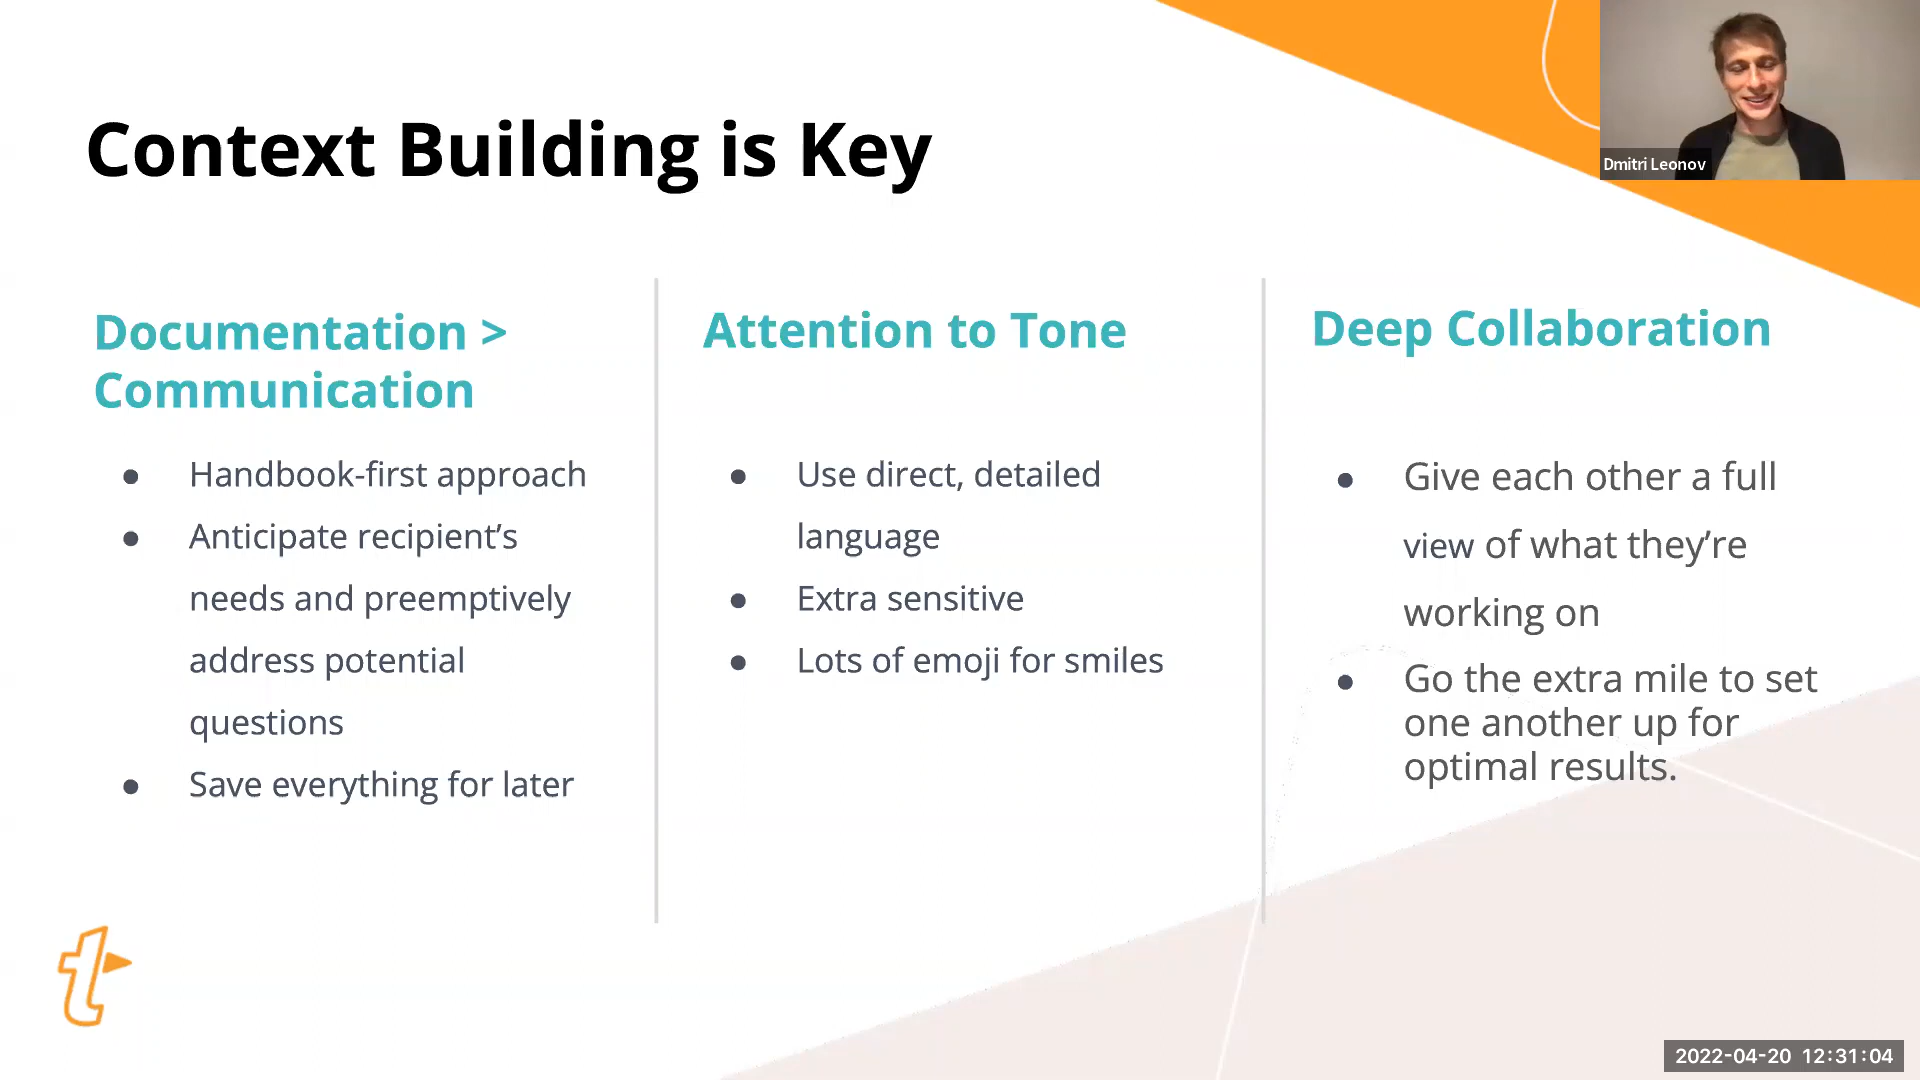 Context Building is Key
Dmitri Leonov
Documentation >
Communication
● Handbook-first approach
● Anticipate recipient’s
needs and preemptively
address potential
questions
● Save everything for later
Attention to Tone
● Use direct, detailed
language
● Extra sensitive
● Lots of emoji for smiles
Deep Collaboration
● Give each other a full
view of what they’re
working on
● Go the extra mile to set
one another up for
optimal results.
t
2022-04-20 12:31:04